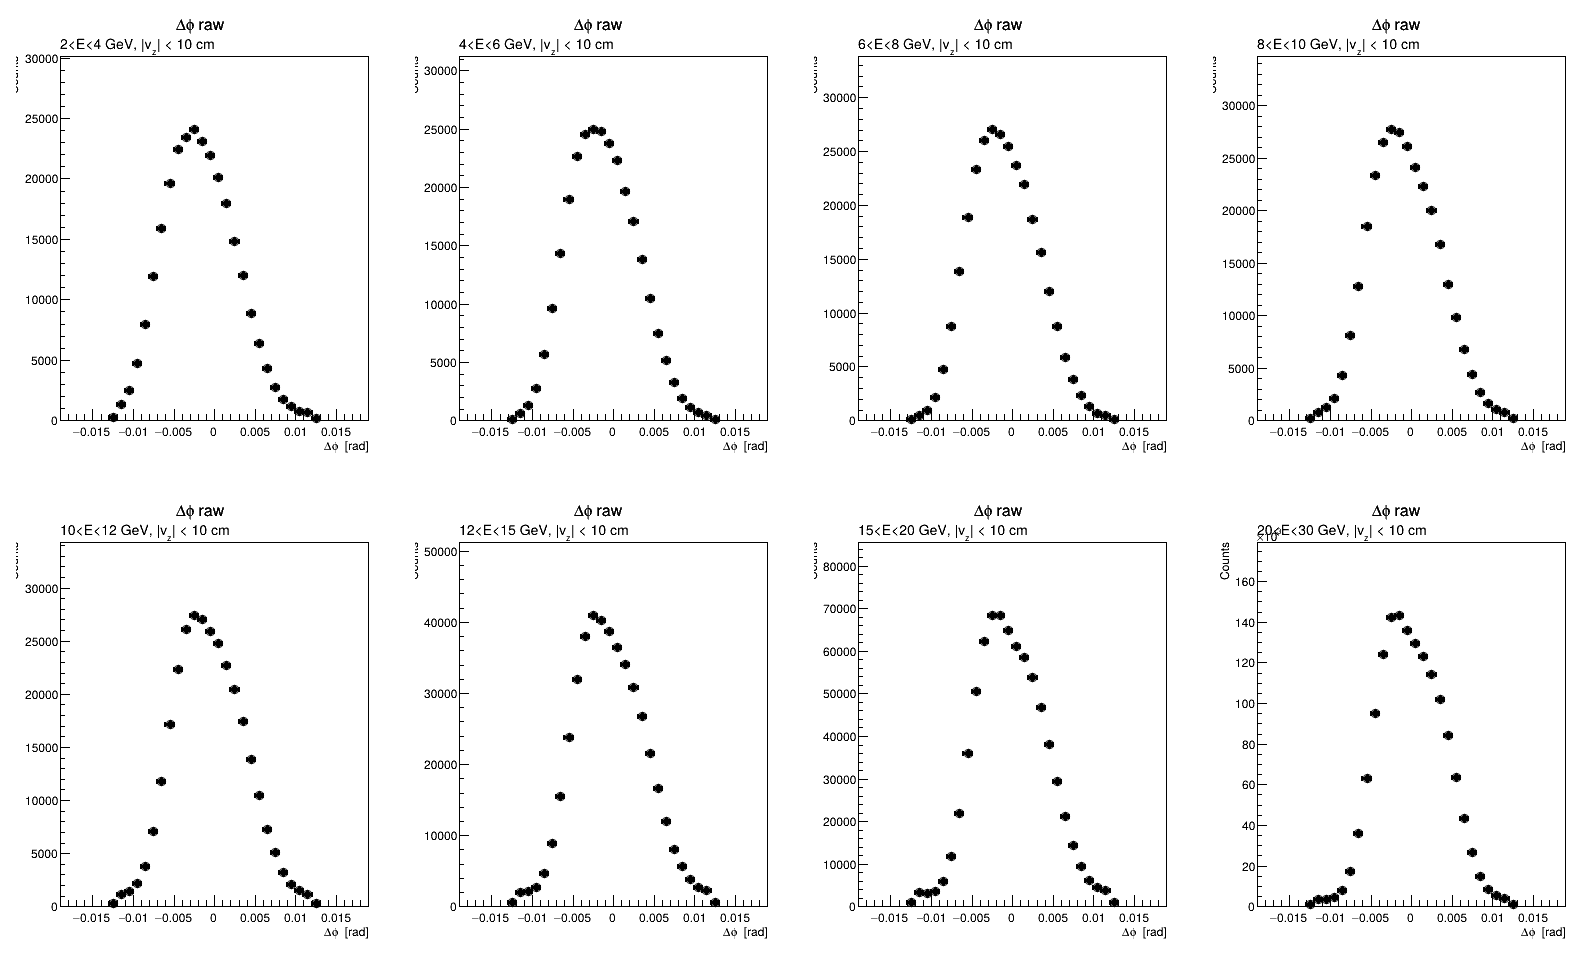 Δϕ raw
2<E<4 GeV, |v_z| < 10 cm
Counts
30000
25000
20000
15000
10000
5000
0
−0.015 −0.01 −0.005 0 0.005 0.01 0.015
Δϕ [rad]
Δϕ raw
4<E<6 GeV, |v_z| < 10 cm
Counts
30000
25000
20000
15000
10000
5000
0
−0.015 −0.01 −0.005 0 0.005 0.01 0.015
Δϕ [rad]
Δϕ raw
6<E<8 GeV, |v_z| < 10 cm
Counts
30000
25000
20000
15000
10000
5000
0
−0.015 −0.01 −0.005 0 0.005 0.01 0.015
Δϕ [rad]
Δϕ raw
8<E<10 GeV, |v_z| < 10 cm
Counts
30000
25000
20000
15000
10000
5000
0
−0.015 −0.01 −0.005 0 0.005 0.01 0.015
Δϕ [rad]
Δϕ raw
10<E<12 GeV, |v_z| < 10 cm
Counts
30000
25000
20000
15000
10000
5000
0
−0.015 −0.01 −0.005 0 0.005 0.01 0.015
Δϕ [rad]
Δϕ raw
12<E<15 GeV, |v_z| < 10 cm
Counts
50000
40000
30000
20000
10000
0
−0.015 −0.01 −0.005 0 0.005 0.01 0.015
Δϕ [rad]
Δϕ raw
15<E<20 GeV, |v_z| < 10 cm
Counts
80000
70000
60000
50000
40000
30000
20000
10000
0
−0.015 −0.01 −0.005 0 0.005 0.01 0.015
Δϕ [rad]
Δϕ raw
20<E<30 GeV, |v_z| < 10 cm
Counts
160
140
120
100
80
60
40
20
0
−0.015 −0.01 −0.005 0 0.005 0.01 0.015
Δϕ [rad]